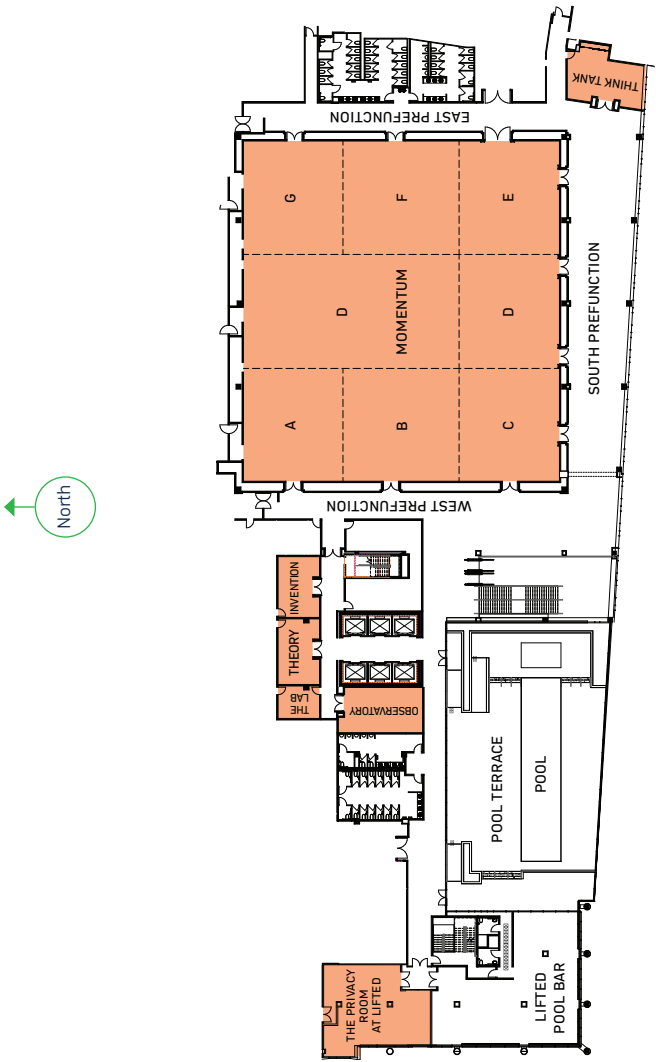 THINK TANK
EAST PREFUNCTION
G
F
E
D
MOMENTUM
D
SOUTH PREFUNCTION
A
B
C
WEST PREFUNCTION
North
INVENTION
THEORY
THE
LAB
OBSERVATORY
POOL TERRACE
POOL
THE PRIVACY
ROOM
AT LIFTED
LIFTED
POOL BAR